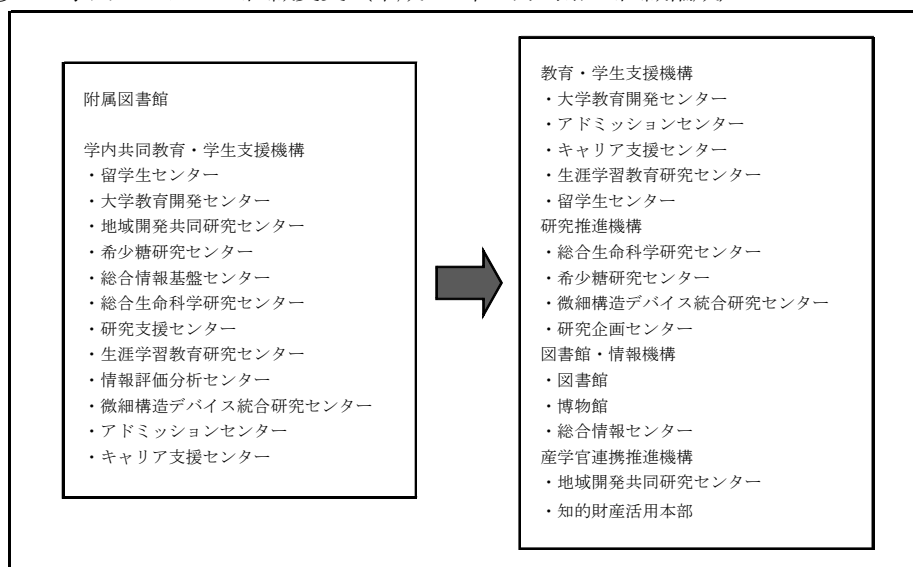 附属図書館
学内共同教育・学生支援機構
・留学生センター
・大学教育開発センター
・地域開発共同研究センター
・希少糖研究センター
・総合情報基盤センター
・総合生命科学研究センター
・研究支援センター
・生涯学習教育研究センター
・情報評価分析センター
・微細構造デバイス統合研究センター
・アドミッションセンター
・キャリア支援センター
教育・学生支援機構
・大学教育開発センター
・アドミッションセンター
・キャリア支援センター
・生涯学習教育研究センター
・留学生センター
研究推進機構
・総合生命科学研究センター
・希少糖研究センター
・微細構造デバイス統合研究センター
・研究企画センター
図書館・情報機構
・図書館
・博物館
・総合情報センター
産学官連携推進機構
・地域開発共同研究センター
・知的財産活用本部